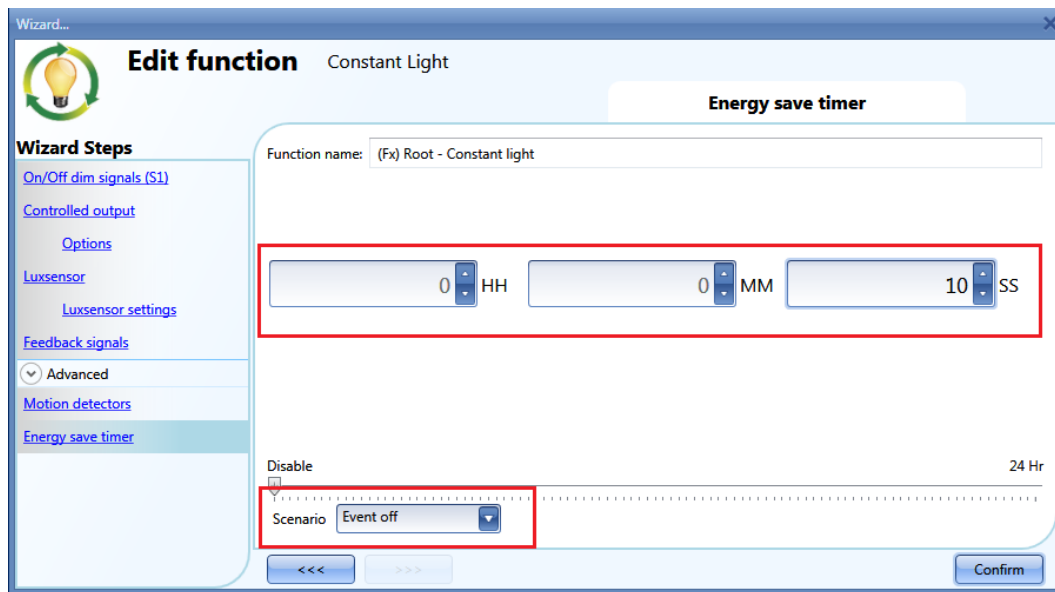 Wizard...
Edit function Constant Light
Energy save timer
Wizard Steps
On/Off dim signals (S1)
Controlled output
Options
Luxsensor
Luxsensor settings
Feedback signals
Advanced
Motion detectors
Energy save timer
Function name: (Fx) Root - Constant light
0 HH 0 MM 10 SS
Disable 24 Hr
Scenario Event off
<<< >>> Confirm